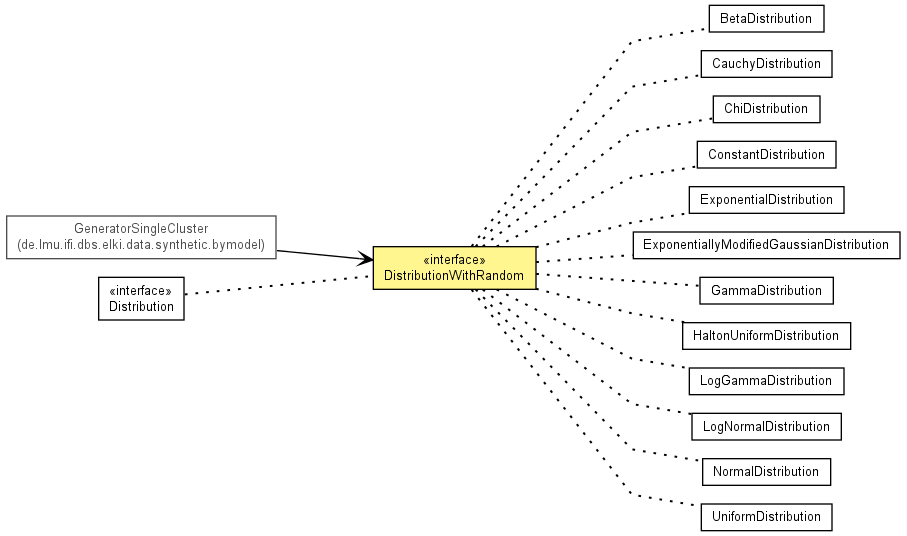 BetaDistribution
CauchyDistribution
ChiDistribution
ConstantDistribution
ExponentialDistribution
GeneratorSingleCluster
(de.lmu.ifi.dbs.elki.data.synthetic.bymodel)
«interface»
Distribution
«interface»
DistributionWithRandom
ExponentiallyModifiedGaussianDistribution
GammaDistribution
HaltonUniformDistribution
LogGammaDistribution
LogNormalDistribution
NormalDistribution
UniformDistribution